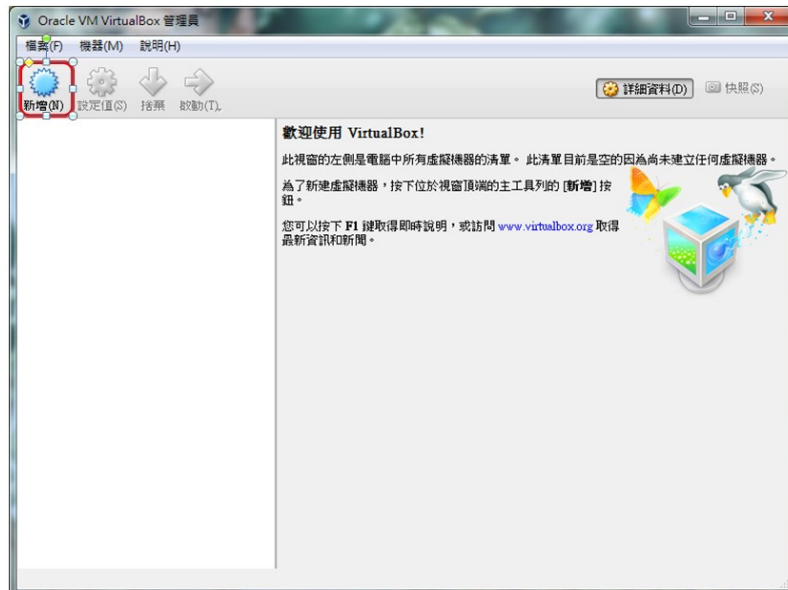 Oracle VM VirtualBox 管理員
檔案(F) 機器(M) 說明(H)
新增(N) 設定值(S) 捨棄 啟動(T)
詳細資料(D) 快照(S)
歡迎使用 VirtualBox!
此視窗的左側是電腦中所有虛擬機器的清單。 此清單目前是空的因為尚未建立任何虛擬機器。
為了新建虛擬機器，按下位於視窗頂端的主工具列的 [新增] 按
鈕。
您可以按下 F1 鍵取得即時說明，或訪問 www.virtualbox.org 取得
最新資訊和新聞。